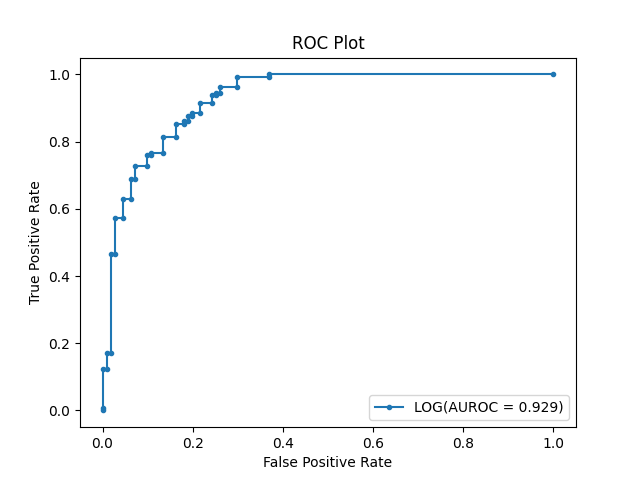 ROC Plot
True Positive Rate
1.0
0.8
0.6
0.4
0.2
0.0
0.0 0.2 0.4 0.6 0.8 1.0
False Positive Rate
LOG(AUROC = 0.929)